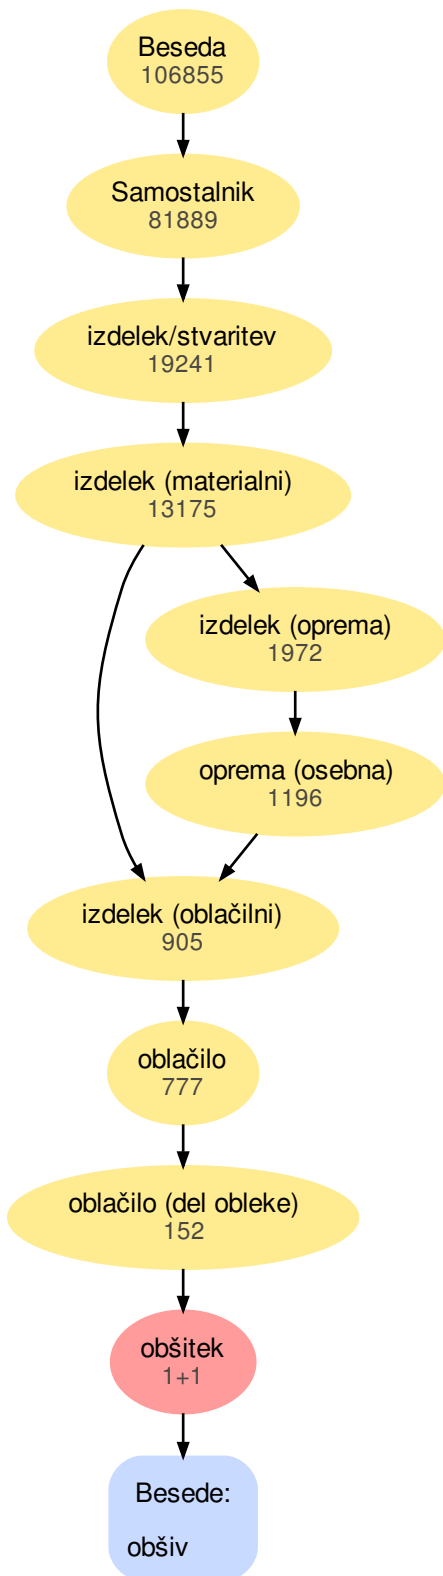 Beseda
106855
Samostalnik
81889
izdelek/stvaritev
19241
izdelek (materialni)
13175
izdelek (oprema)
1972
oprema (osebna)
1196
izdelek (oblačilni)
905
oblačilo
777
oblačilo (del obleke)
152
obšitek
1+1
Besede:
obšiv